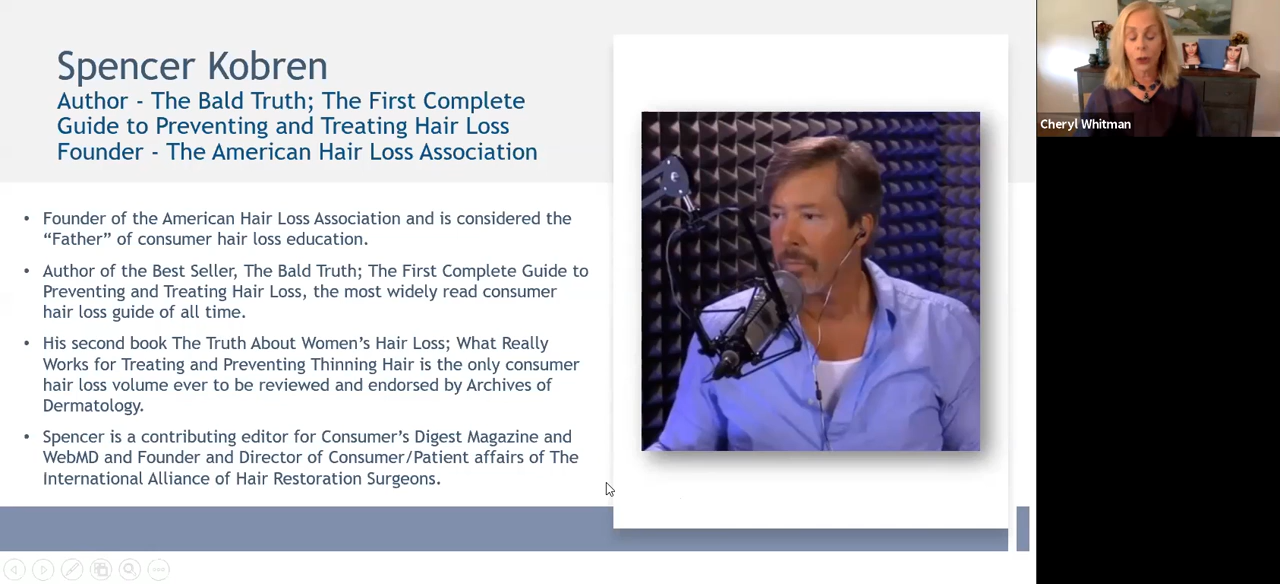 Spencer Kobren
Author - The Bald Truth; The First Complete
Guide to Preventing and Treating Hair Loss
Founder - The American Hair Loss Association
• Founder of the American Hair Loss Association and is considered the
“Father” of consumer hair loss education.
• Author of the Best Seller, The Bald Truth; The First Complete Guide to
Preventing and Treating Hair Loss, the most widely read consumer
hair loss guide of all time.
• His second book The Truth About Women’s Hair Loss; What Really
Works for Treating and Preventing Thinning Hair is the only consumer
hair loss volume ever to be reviewed and endorsed by Archives of
Dermatology.
• Spencer is a contributing editor for Consumer’s Digest Magazine and
WebMD and Founder and Director of Consumer/Patient affairs of The
International Alliance of Hair Restoration Surgeons.
Cheryl Whitman